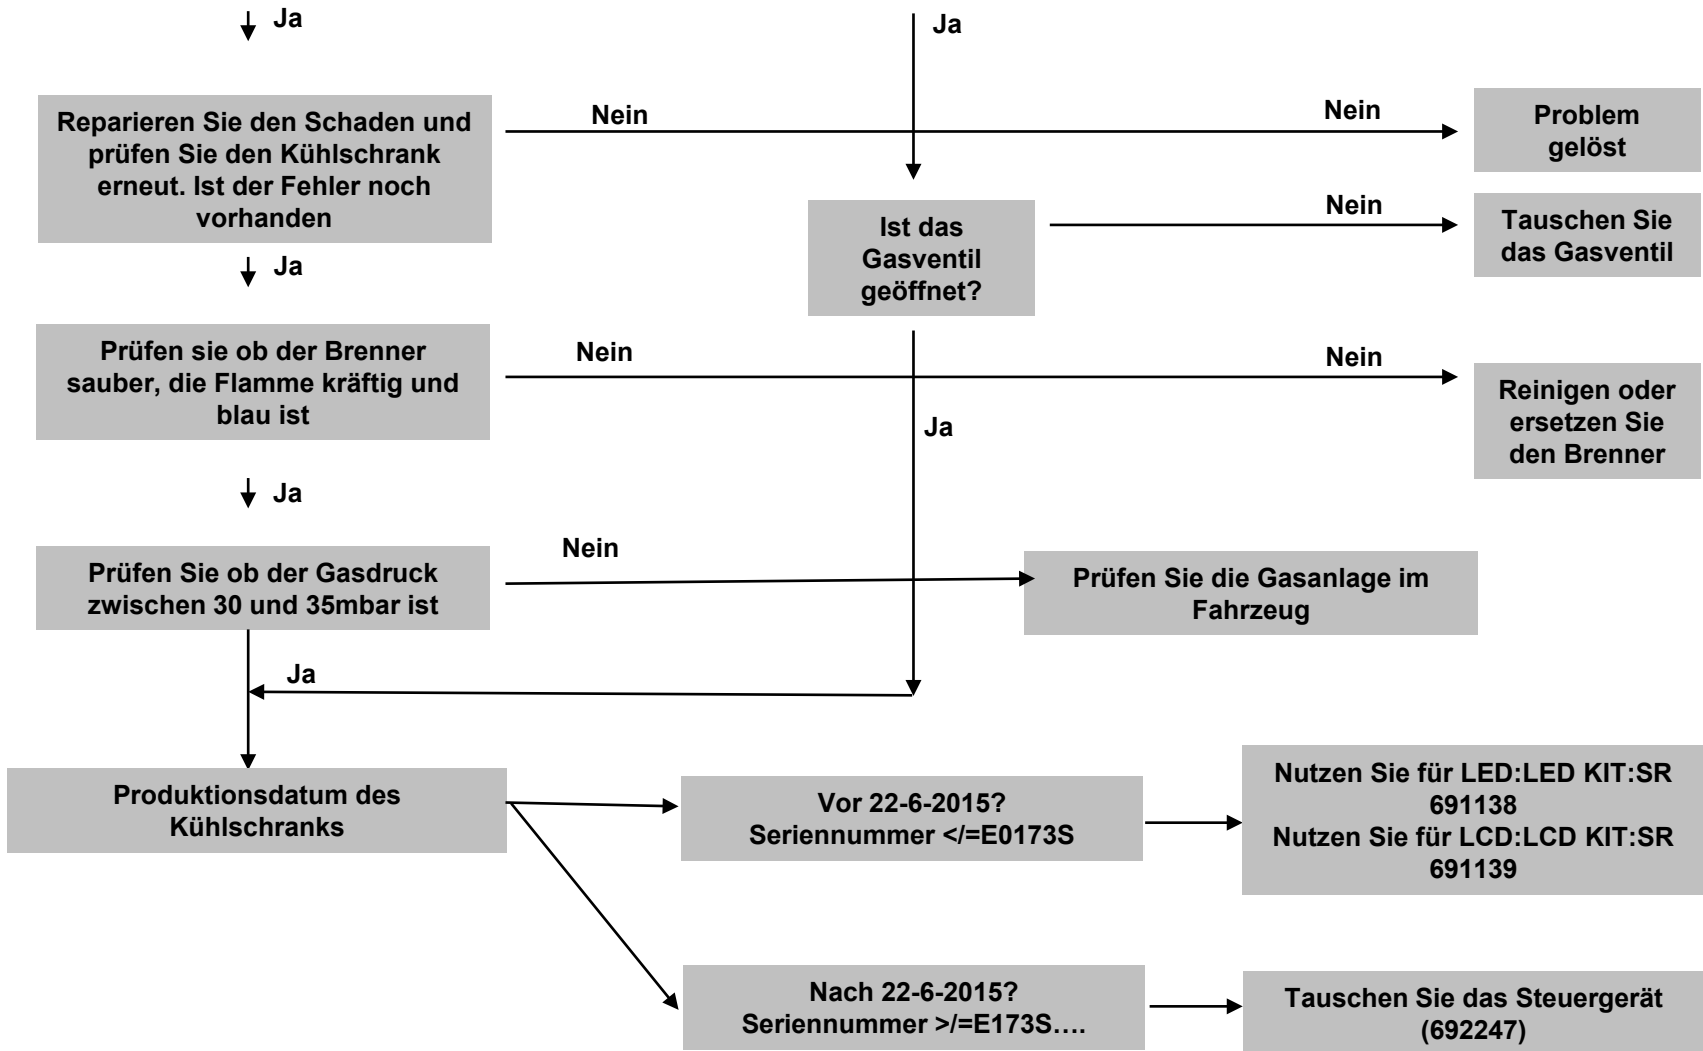 Ja
Ja
Reparieren Sie den Schaden und
prüfen Sie den Kühlschrank
erneut. Ist der Fehler noch
vorhanden
Nein
Nein
Problem
gelöst
Ist das
Gasventil
geöffnet?
Nein
Tauschen Sie
das Gasventil
Ja
Prüfen sie ob der Brenner
sauber, die Flamme kräftig und
blau ist
Nein
Nein
Reinigen oder
ersetzen Sie
den Brenner
Ja
Ja
Prüfen Sie ob der Gasdruck
zwischen 30 und 35mbar ist
Nein
Prüfen Sie die Gasanlage im
Fahrzeug
Ja
Produktionsdatum des
Kühlschranks
Vor 22-6-2015?
Seriennummer </=E0173S
Nutzen Sie für LED:LED KIT:SR
691138
Nutzen Sie für LCD:LCD KIT:SR
691139
Nach 22-6-2015?
Seriennummer >/=E173S....
Tauschen Sie das Steuergerät
(692247)